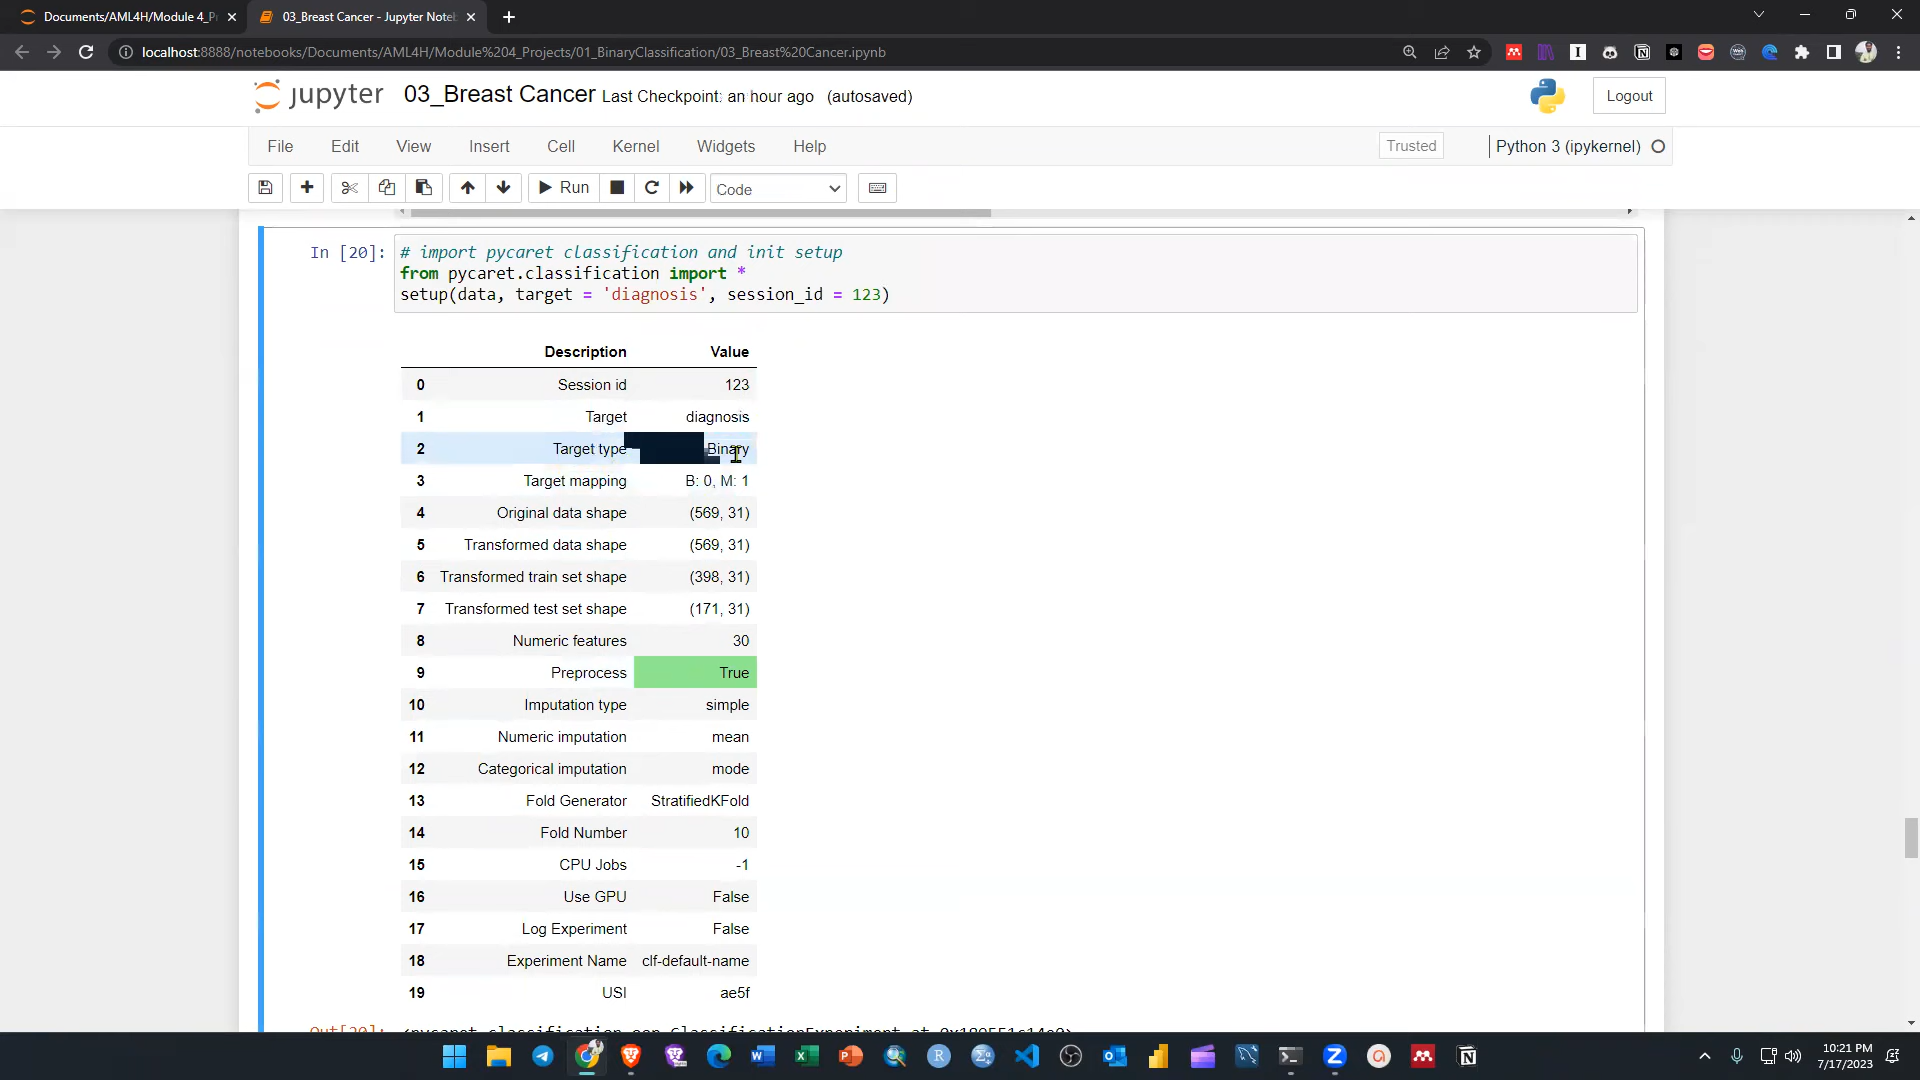 Documents/AML4H/Module 4_Pr
03_Breast Cancer - Jupyter Noteb
localhost:8888/notebooks/Documents/AML4H/Module%204_Projects/01_BinaryClassification/03_Breast%20Cancer.ipynb
jupyter 03_Breast Cancer Last Checkpoint: an hour ago (autosaved)
Logout
File Edit View Insert Cell Kernel Widgets Help
Trusted
Python 3 (ipykernel)
Run
Code
In [20]: # import pycaret classification and init setup
from pycaret.classification import *
setup(data, target = 'diagnosis', session_id = 123)
Description Value
0 Session id 123
1 Target diagnosis
2 Target type Binary
3 Target mapping B: 0, M: 1
4 Original data shape (569, 31)
5 Transformed data shape (569, 31)
6 Transformed train set shape (398, 31)
7 Transformed test set shape (171, 31)
8 Numeric features 30
9 Preprocess True
10 Imputation type simple
11 Numeric imputation mean
12 Categorical imputation mode
13 Fold Generator StratifiedKFold
14 Fold Number 10
15 CPU Jobs -1
16 Use GPU False
17 Log Experiment False
18 Experiment Name clf-default-name
19 USI ae5f
10:21 PM
7/17/2023